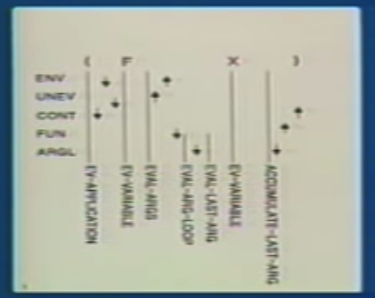 ( F X )
ENV
UNEV
CONT
FUN
ARGL
EV-APPLICATION
EV-VARIABLE
EVAL-ARGS
EVAL-ARG-LOOP
EVAL-LAST-ARG
EV-VARIABLE
ACCUMULATE-LAST-ARG